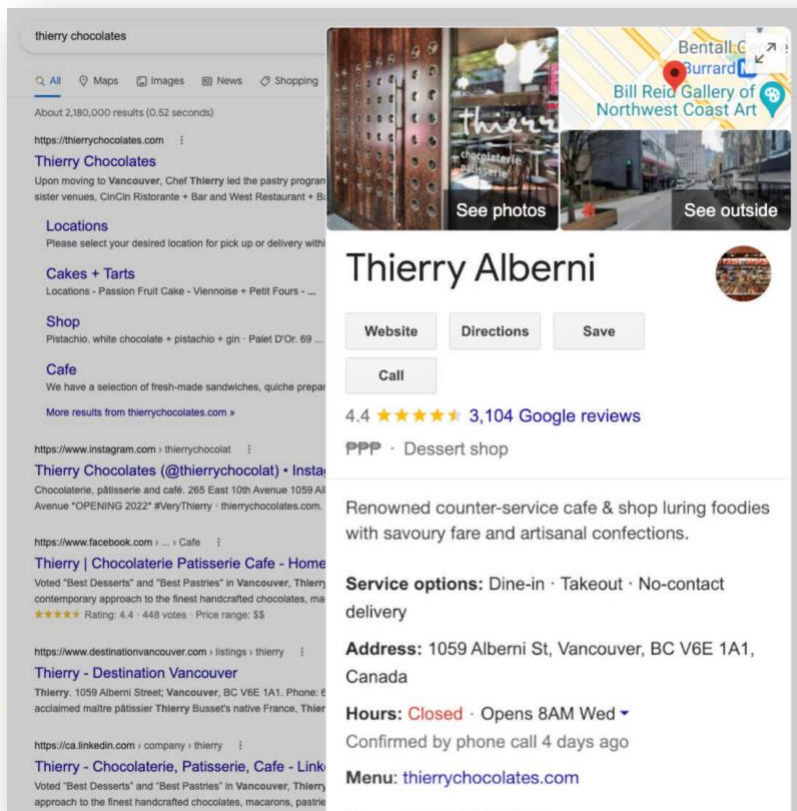 thierry chocolates
All
Maps
Images
News
Shopping
About 2,180,000 results (0.52 seconds)
https://thierrychocolates.com
Thierry Chocolates
Upon moving to Vancouver, Chef Thierry led the pastry
sister venues, CinCin Ristorante + Bar and West Restaurant +
Locations
Please select your desired location for pick up or delivery
Cakes + Tarts
Locations - Passion Fruit Cake - Viennoise + Petit Fours - ...
Shop
Pistachio. white chocolate + pistachio + gin · Palet D'Or. 69 ...
Cafe
We have a selection of fresh-made sandwiches, quiche
More results from thierrychocolates.com »
https://www.instagram.com › thierrychocolat
Thierry Chocolates (@thierrychocolat) •
Chocolaterie, pâtisserie and café. 265 East 10th Avenue 1059
Avenue *OPENING 2022* #VeryThierry · thierrychocolates.com.
https://www.facebook.com › ... › Cafe
Thierry | Chocolaterie Patisserie Cafe - Home
Voted "Best Desserts" and "Best Pastries" in Vancouver,
contemporary approach to the finest handcrafted chocolates,
Rating: 4.4 · 448 votes · Price range: $$
https://www.destinationvancouver.com › listings › thierry
Thierry - Destination Vancouver
Thierry. 1059 Alberni Street; Vancouver, BC V6E 1A1. Phone:
acclaimed maître pâtissier Thierry Busset's native France,
https://ca.linkedin.com › company › thierry
Thierry - Chocolaterie, Patisserie, Cafe -
Voted "Best Desserts" and "Best Pastries" in Vancouver,
approach to the finest handcrafted chocolates, macarons,
chocolaterie
patisserie
See photos
Bentall
Burrard
Bill Reid Gallery of
Northwest Coast Art
See outside
Thierry Alberni
Website
Directions
Save
Call
4.4 3,104 Google reviews
₱₱₱ · Dessert shop
Renowned counter-service cafe & shop luring foodies
with savoury fare and artisanal confections.
Service options: Dine-in · Takeout · No-contact
delivery
Address: 1059 Alberni St, Vancouver, BC V6E 1A1,
Canada
Hours: Closed · Opens 8AM Wed
Confirmed by phone call 4 days ago
Menu: thierrychocolates.com